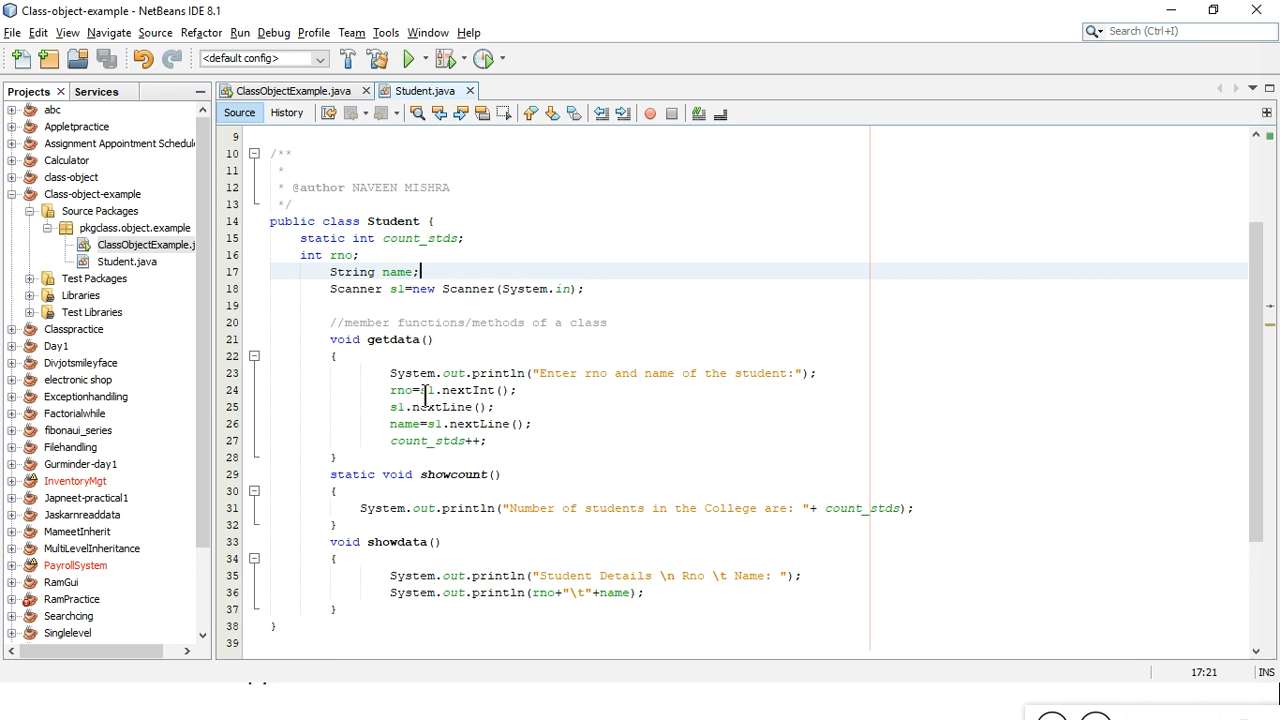 Class-object-example - NetBeans IDE 8.1
File Edit View Navigate Source Refactor Run Debug Profile Team Tools Window Help
Search (Ctrl+I)
<default config>
Projects Services
ClassObjectExample.java Student.java
Source History
abc
Appletpractice
Assignment Appointment Schedul
Calculator
class-object
Class-object-example
Source Packages
pkgclass.object.example
ClassObjectExample.j
Student.java
Test Packages
Libraries
Test Libraries
Classpractice
Day1
Divjotsmileyface
electronic shop
Exceptionhandling
Factorialwhile
fibonaui_series
Filehandling
Gurminder-day1
InventoryMgt
Japneet-practical1
Jaskarnreaddata
MameetInherit
MultiLevelInheritance
PayrollSystem
RamGui
RamPractice
Searchcing
Singlelevel
9
10 /**
11 *
12 * @author NAVEEN MISHRA
13 */
14 public class Student {
15 static int count_stds;
16 int rno;
17 String name;
18 Scanner s1=new Scanner(System.in);
19
20 //member functions/methods of a class
21 void getdata()
22 {
23 System.out.println("Enter rno and name of the student:");
24 rno=s1.nextInt();
25 s1.nextLine();
26 name=s1.nextLine();
27 count_stds++;
28 }
29 static void showcount()
30 {
31 System.out.println("Number of students in the College are: "+ count_stds);
32 }
33 void showdata()
34 {
35 System.out.println("Student Details \n Rno \t Name: ");
36 System.out.println(rno+"\t"+name);
37 }
38 }
39
17:21 INS